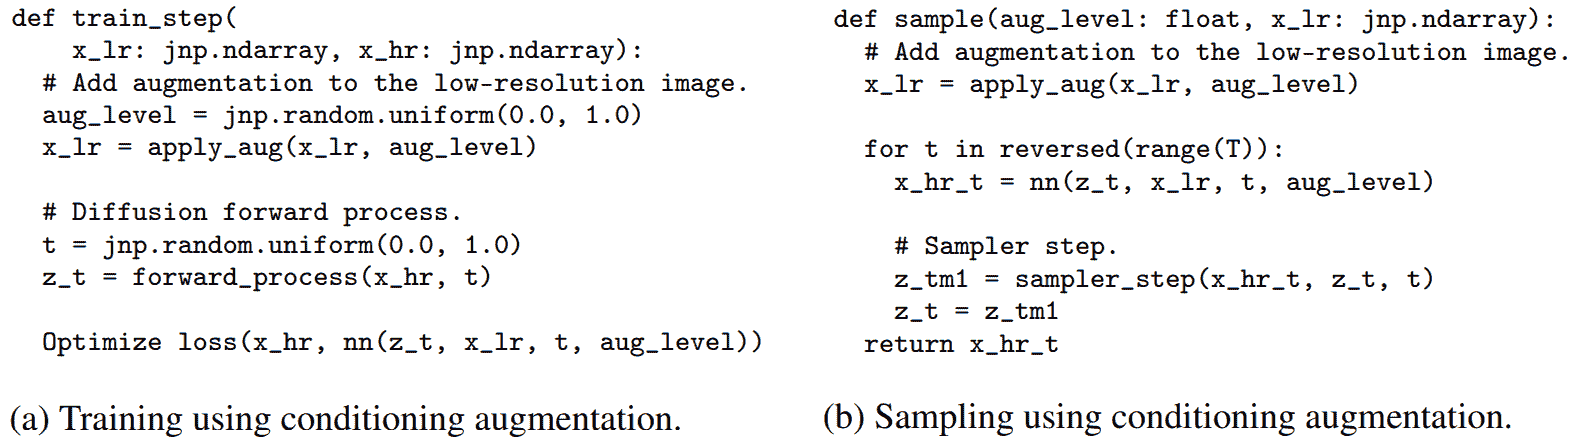 def train_step(
    x_lr: jnp.ndarray, x_hr: jnp.ndarray):
  # Add augmentation to the low-resolution image.
  aug_level = jnp.random.uniform(0.0, 1.0)
  x_lr = apply_aug(x_lr, aug_level)

  # Diffusion forward process.
  t = jnp.random.uniform(0.0, 1.0)
  z_t = forward_process(x_hr, t)

  Optimize loss(x_hr, nn(z_t, x_lr, t, aug_level))
(a) Training using conditioning augmentation.
def sample(aug_level: float, x_lr: jnp.ndarray):
  # Add augmentation to the low-resolution image.
  x_lr = apply_aug(x_lr, aug_level)

  for t in reversed(range(T)):
    x_hr_t = nn(z_t, x_lr, t, aug_level)

    # Sampler step.
    z_tm1 = sampler_step(x_hr_t, z_t, t)
    z_t = z_tm1
  return x_hr_t
(b) Sampling using conditioning augmentation.